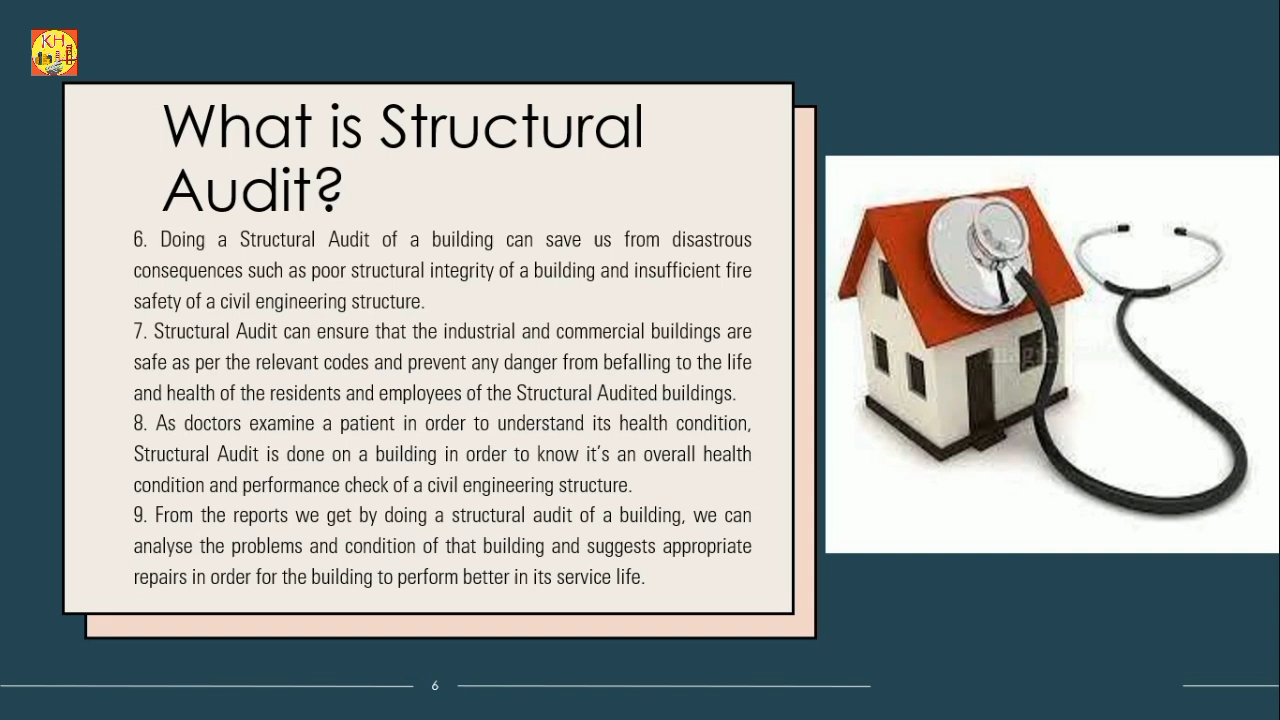 KH
What is Structural
Audit?
6. Doing a Structural Audit of a building can save us from disastrous
consequences such as poor structural integrity of a building and insufficient fire
safety of a civil engineering structure.
7. Structural Audit can ensure that the industrial and commercial buildings are
safe as per the relevant codes and prevent any danger from befalling to the life
and health of the residents and employees of the Structural Audited buildings.
8. As doctors examine a patient in order to understand its health condition,
Structural Audit is done on a building in order to know it’s an overall health
condition and performance check of a civil engineering structure.
9. From the reports we get by doing a structural audit of a building, we can
analyse the problems and condition of that building and suggests appropriate
repairs in order for the building to perform better in its service life.
6